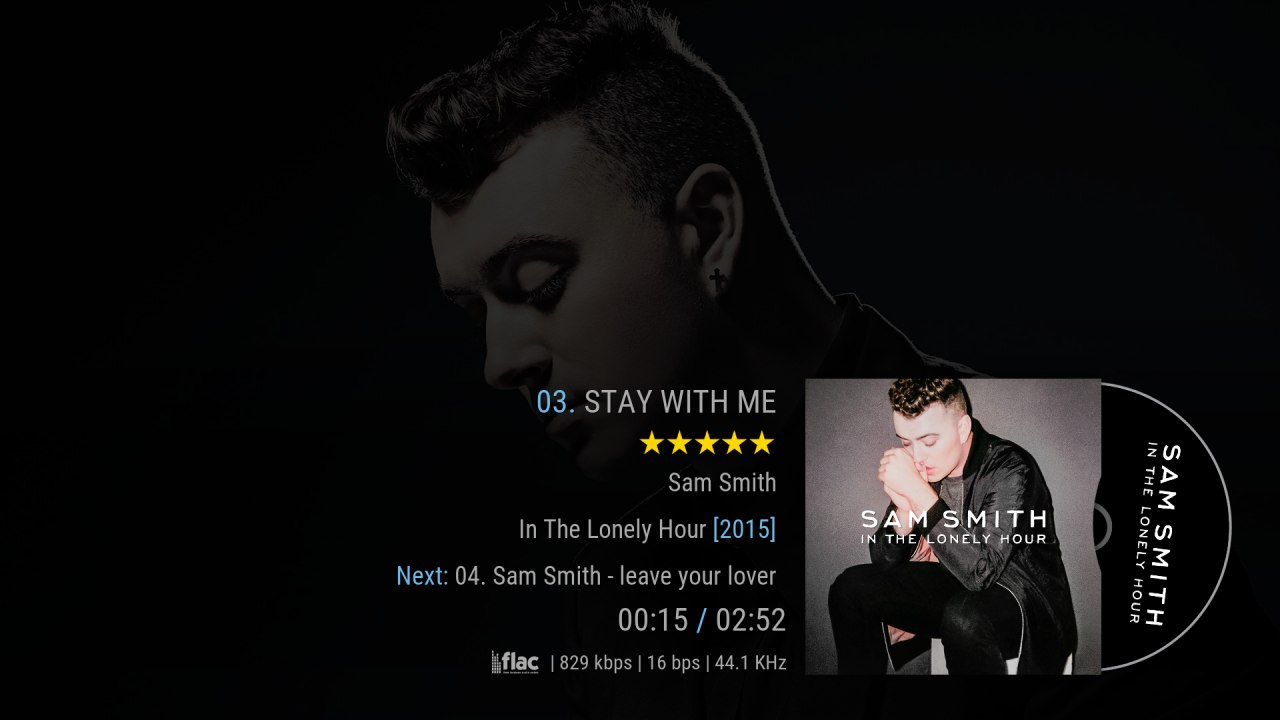 03. STAY WITH ME
Sam Smith
In The Lonely Hour [2015]
Next: 04. Sam Smith - leave your lover
00:15 / 02:52
flac | 829 kbps | 16 bps | 44.1 KHz
SAM SMITH
IN THE LONELY HOUR
SAM SMITH
IN THE LONELY HOUR